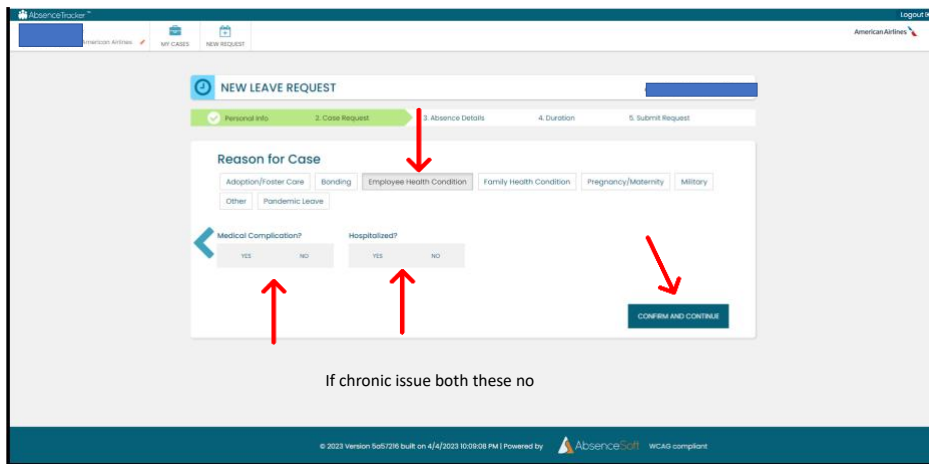 AbsenceTracker™
Logout
American Airlines
MY CASES
NEW REQUEST
American Airlines
NEW LEAVE REQUEST
Personal Info 2. Case Request 3. Absence Details 4. Duration 5. Submit Request
Reason for Case
Adoption/Foster Care Bonding Employee Health Condition Family Health Condition Pregnancy/Maternity Military
Other Pandemic Leave
Medical Complication? Hospitalized?
YES NO YES NO
CONFIRM AND CONTINUE
If chronic issue both these no
© 2023 Version 5a57216 built on 4/4/2023 10:09:08 PM | Powered by AbsenceSoft WCAG compliant